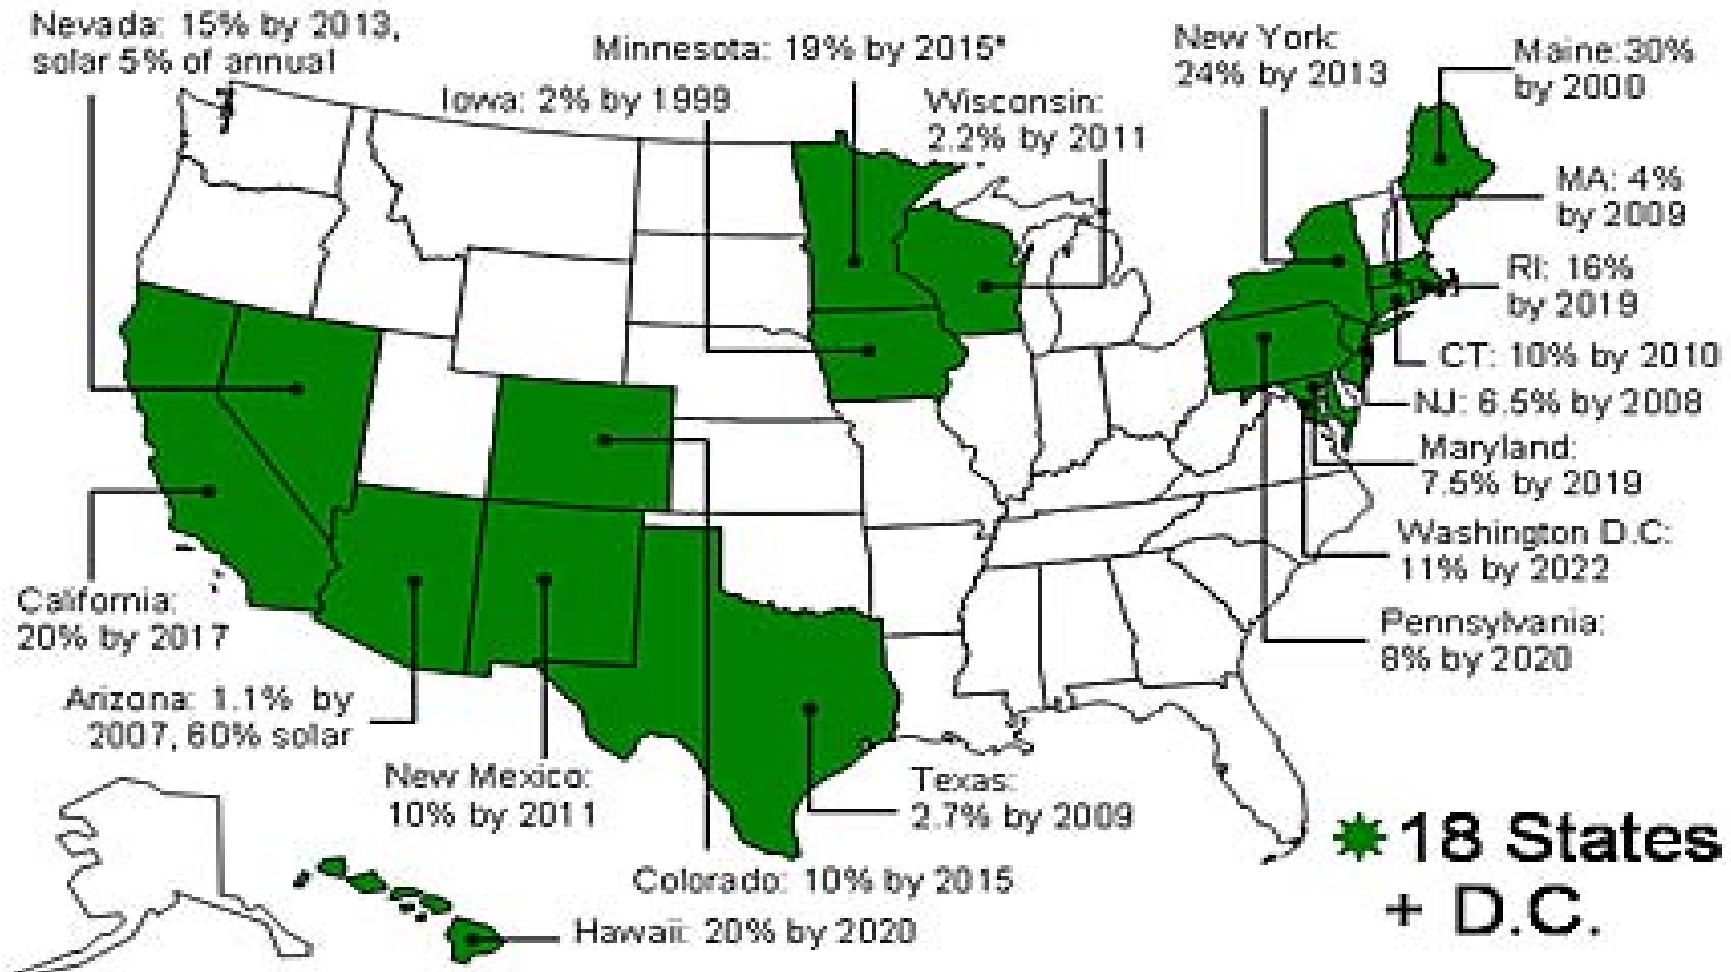 Nevada: 15% by 2013,
solar 5% of annual
Minnesota: 19% by 2015*
Iowa: 2% by 1999
Wisconsin:
2.2% by 2011
New York:
24% by 2013
Maine: 30%
by 2000
MA: 4%
by 2009
RI: 16%
by 2019
CT: 10% by 2010
NJ: 6.5% by 2008
Maryland:
7.5% by 2019
Washington D.C:
11% by 2022
Pennsylvania:
8% by 2020
California:
20% by 2017
Arizona: 1.1% by
2007, 60% solar
New Mexico:
10% by 2011
Texas:
2.7% by 2009
Colorado: 10% by 2015
Hawaii: 20% by 2020
18 States
+ D.C.